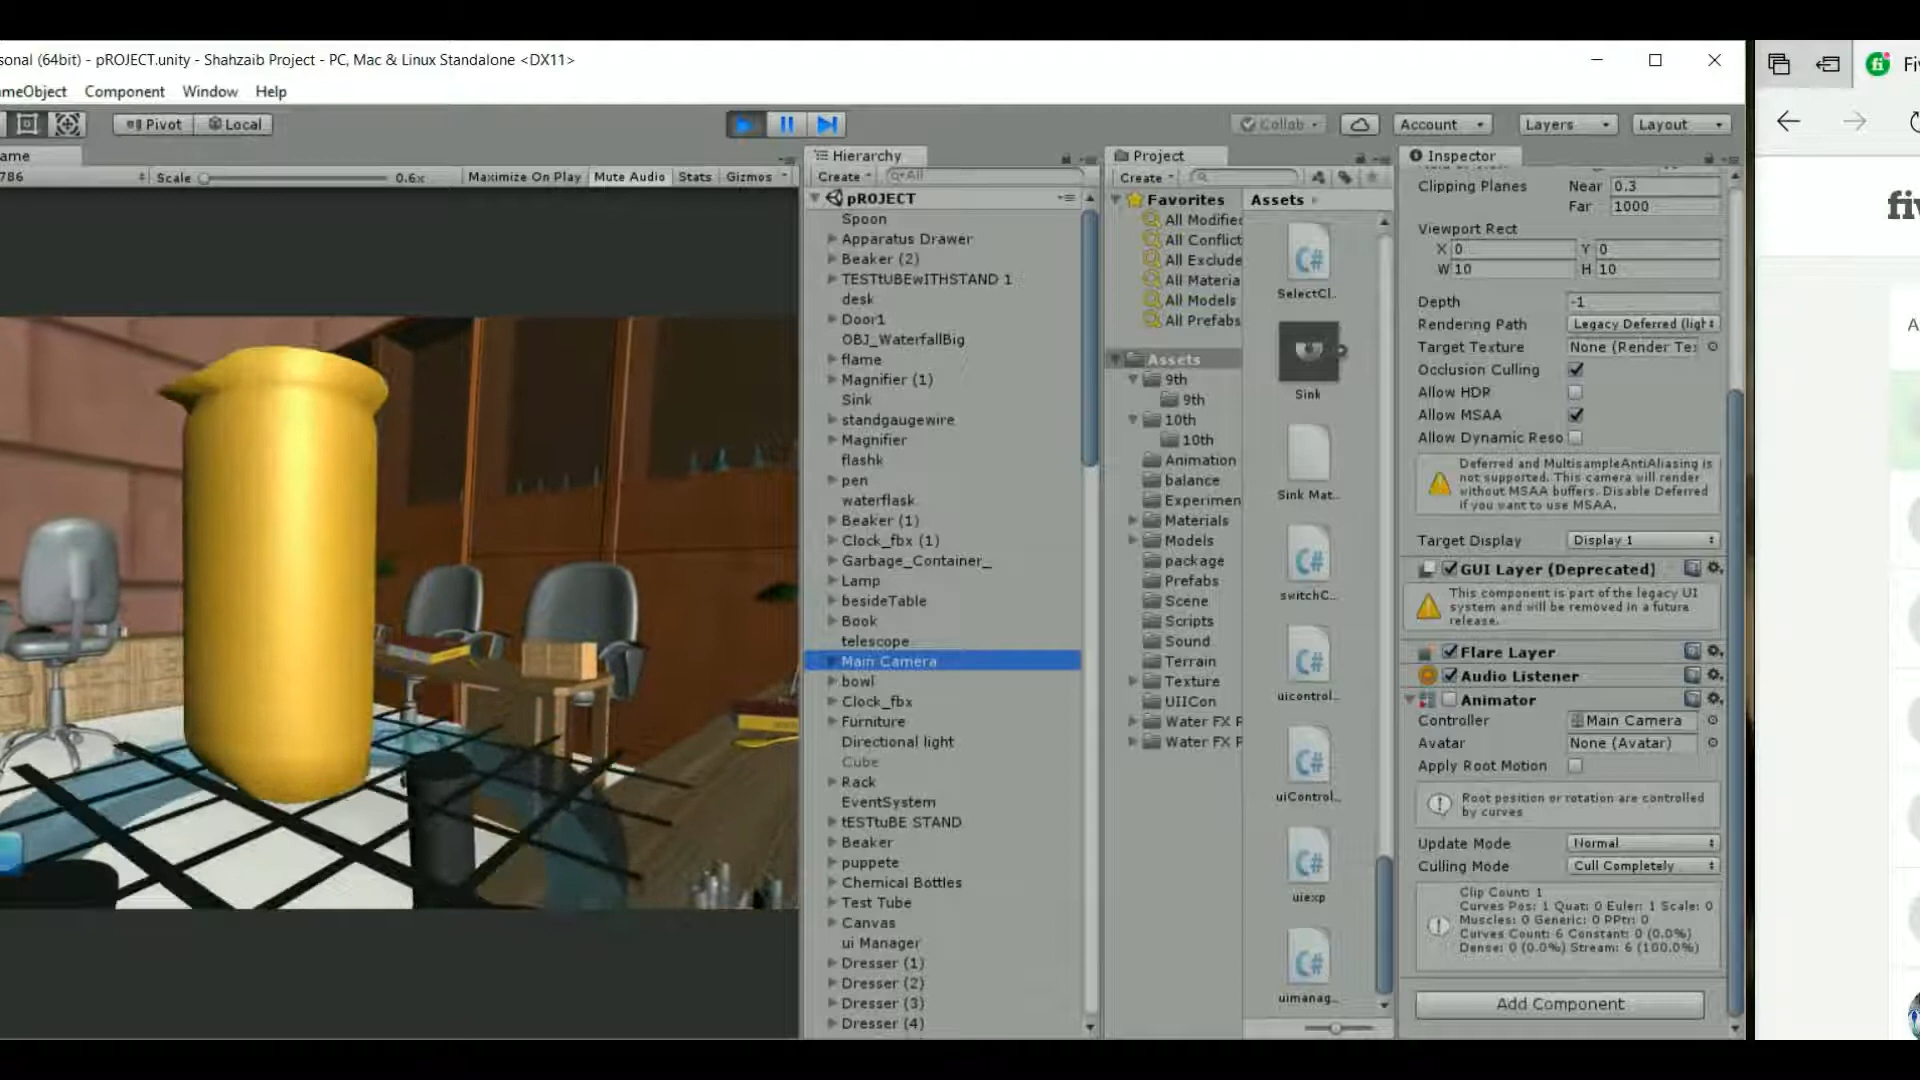 sonal (64bit) - pROJECT.unity - Shahzaib Project - PC, Mac & Linux Standalone <DX11>
ameObject Component Window Help
Pivot Local
Collab Account Layers Layout
ame
786 Scale 0.6x Maximize On Play Mute Audio Stats Gizmos
Hierarchy
Create All
pROJECT
Spoon
Apparatus Drawer
Beaker (2)
TESTtUBEwITHSTAND 1
desk
Door1
OBJ_WaterfallBig
flame
Magnifier (1)
Sink
standgaugewire
Magnifier
flashk
pen
waterflask
Beaker (1)
Clock_fbx (1)
Garbage_Container_
Lamp
besideTable
Book
telescope
Main Camera
bowl
Clock_fbx
Furniture
Directional light
Cube
Rack
EventSystem
tESTtuBE STAND
Beaker
puppete
Chemical Bottles
Test Tube
Canvas
ui Manager
Dresser (1)
Dresser (2)
Dresser (3)
Dresser (4)
Project
Create
Favorites
All Modified
All Conflict
All Exclude
All Materia
All Models
All Prefabs
Assets
9th
9th
10th
10th
Animation
balance
Experimen
Materials
Models
package
Prefabs
Scene
Scripts
Sound
Terrain
Texture
UIICon
Water FX P
Water FX P
Assets
C#
SelectCl..
Sink
Sink Mat..
C#
switchC..
C#
uicontrol..
C#
uiControl..
C#
uiexp
C#
uimanag..
Inspector
Clipping Planes Near 0.3
Far 1000
Viewport Rect
X 0 Y 0
W 10 H 10
Depth -1
Rendering Path Legacy Deferred (ligh
Target Texture None (Render Te
Occlusion Culling
Allow HDR
Allow MSAA
Allow Dynamic Reso
Deferred and MultisampleAntiAliasing is
not supported. This camera will render
without MSAA buffers. Disable Deferred
if you want to use MSAA.
Target Display Display 1
GUI Layer (Deprecated)
This component is part of the legacy UI
system and will be removed in a future
release.
Flare Layer
Audio Listener
Animator
Controller Main Camera
Avatar None (Avatar)
Apply Root Motion
Root position or rotation are controlled
by curves
Update Mode Normal
Culling Mode Cull Completely
Clip Count: 1
Curves Pos: 1 Quat: 0 Euler: 1 Scale: 0
Muscles: 0 Generic: 0 PPtr: 0
Curves Count: 6 Constant: 0 (0.0%)
Dense: 0 (0.0%) Stream: 6 (100.0%)
Add Component
fi Fi
fi
A